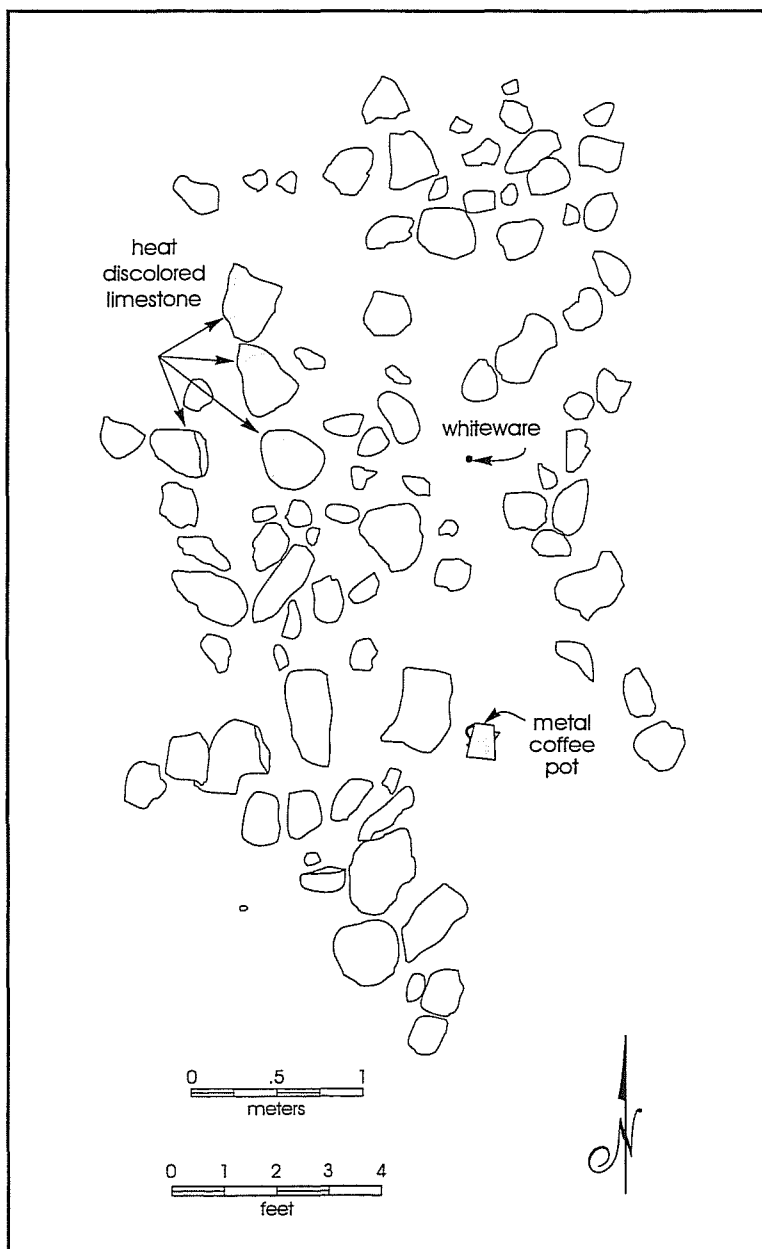 heat
discolored
limestone
whiteware
metal
coffee
pot
0 .5 1
meters
0 1 2 3 4
feet
N